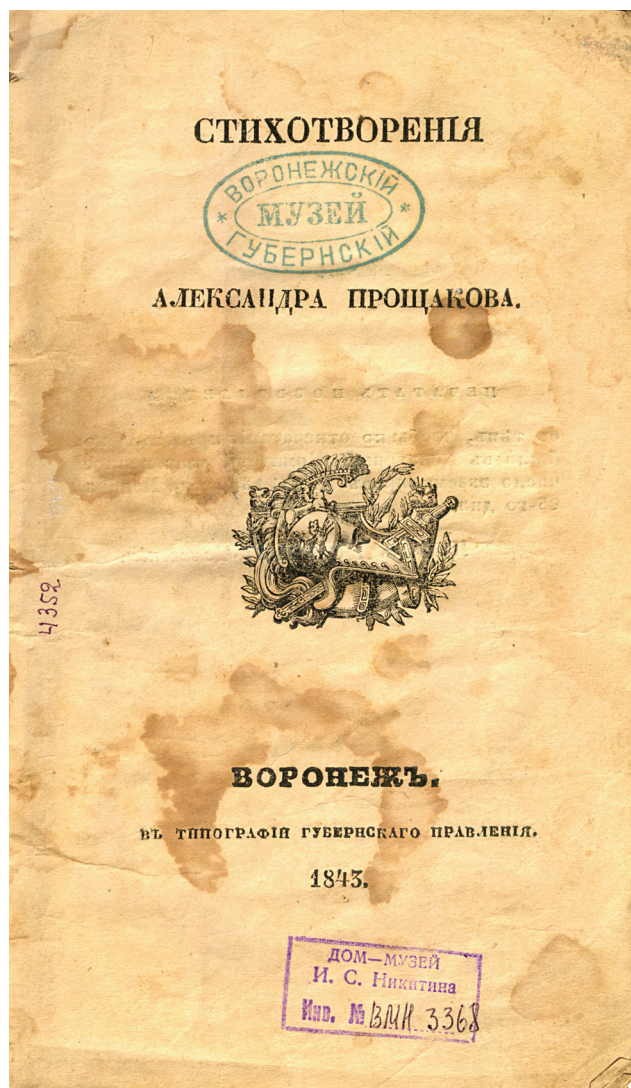 СТИХОТВОРЕНІЯ
ВОРОНЕЖСКІЙ
* МУЗЕЙ *
ГУБЕРНСКІЙ
АЛЕКСАНДРА ПРОЩАКОВА.
4352
ВОРОНЕЖЪ.
ВЪ ТИПОГРАФІИ ГУБЕРНСКАГО ПРАВЛЕНІЯ.
1843.
ДОМ—МУЗЕЙ
И. С. Никитина
Инв. № ВМН 3368